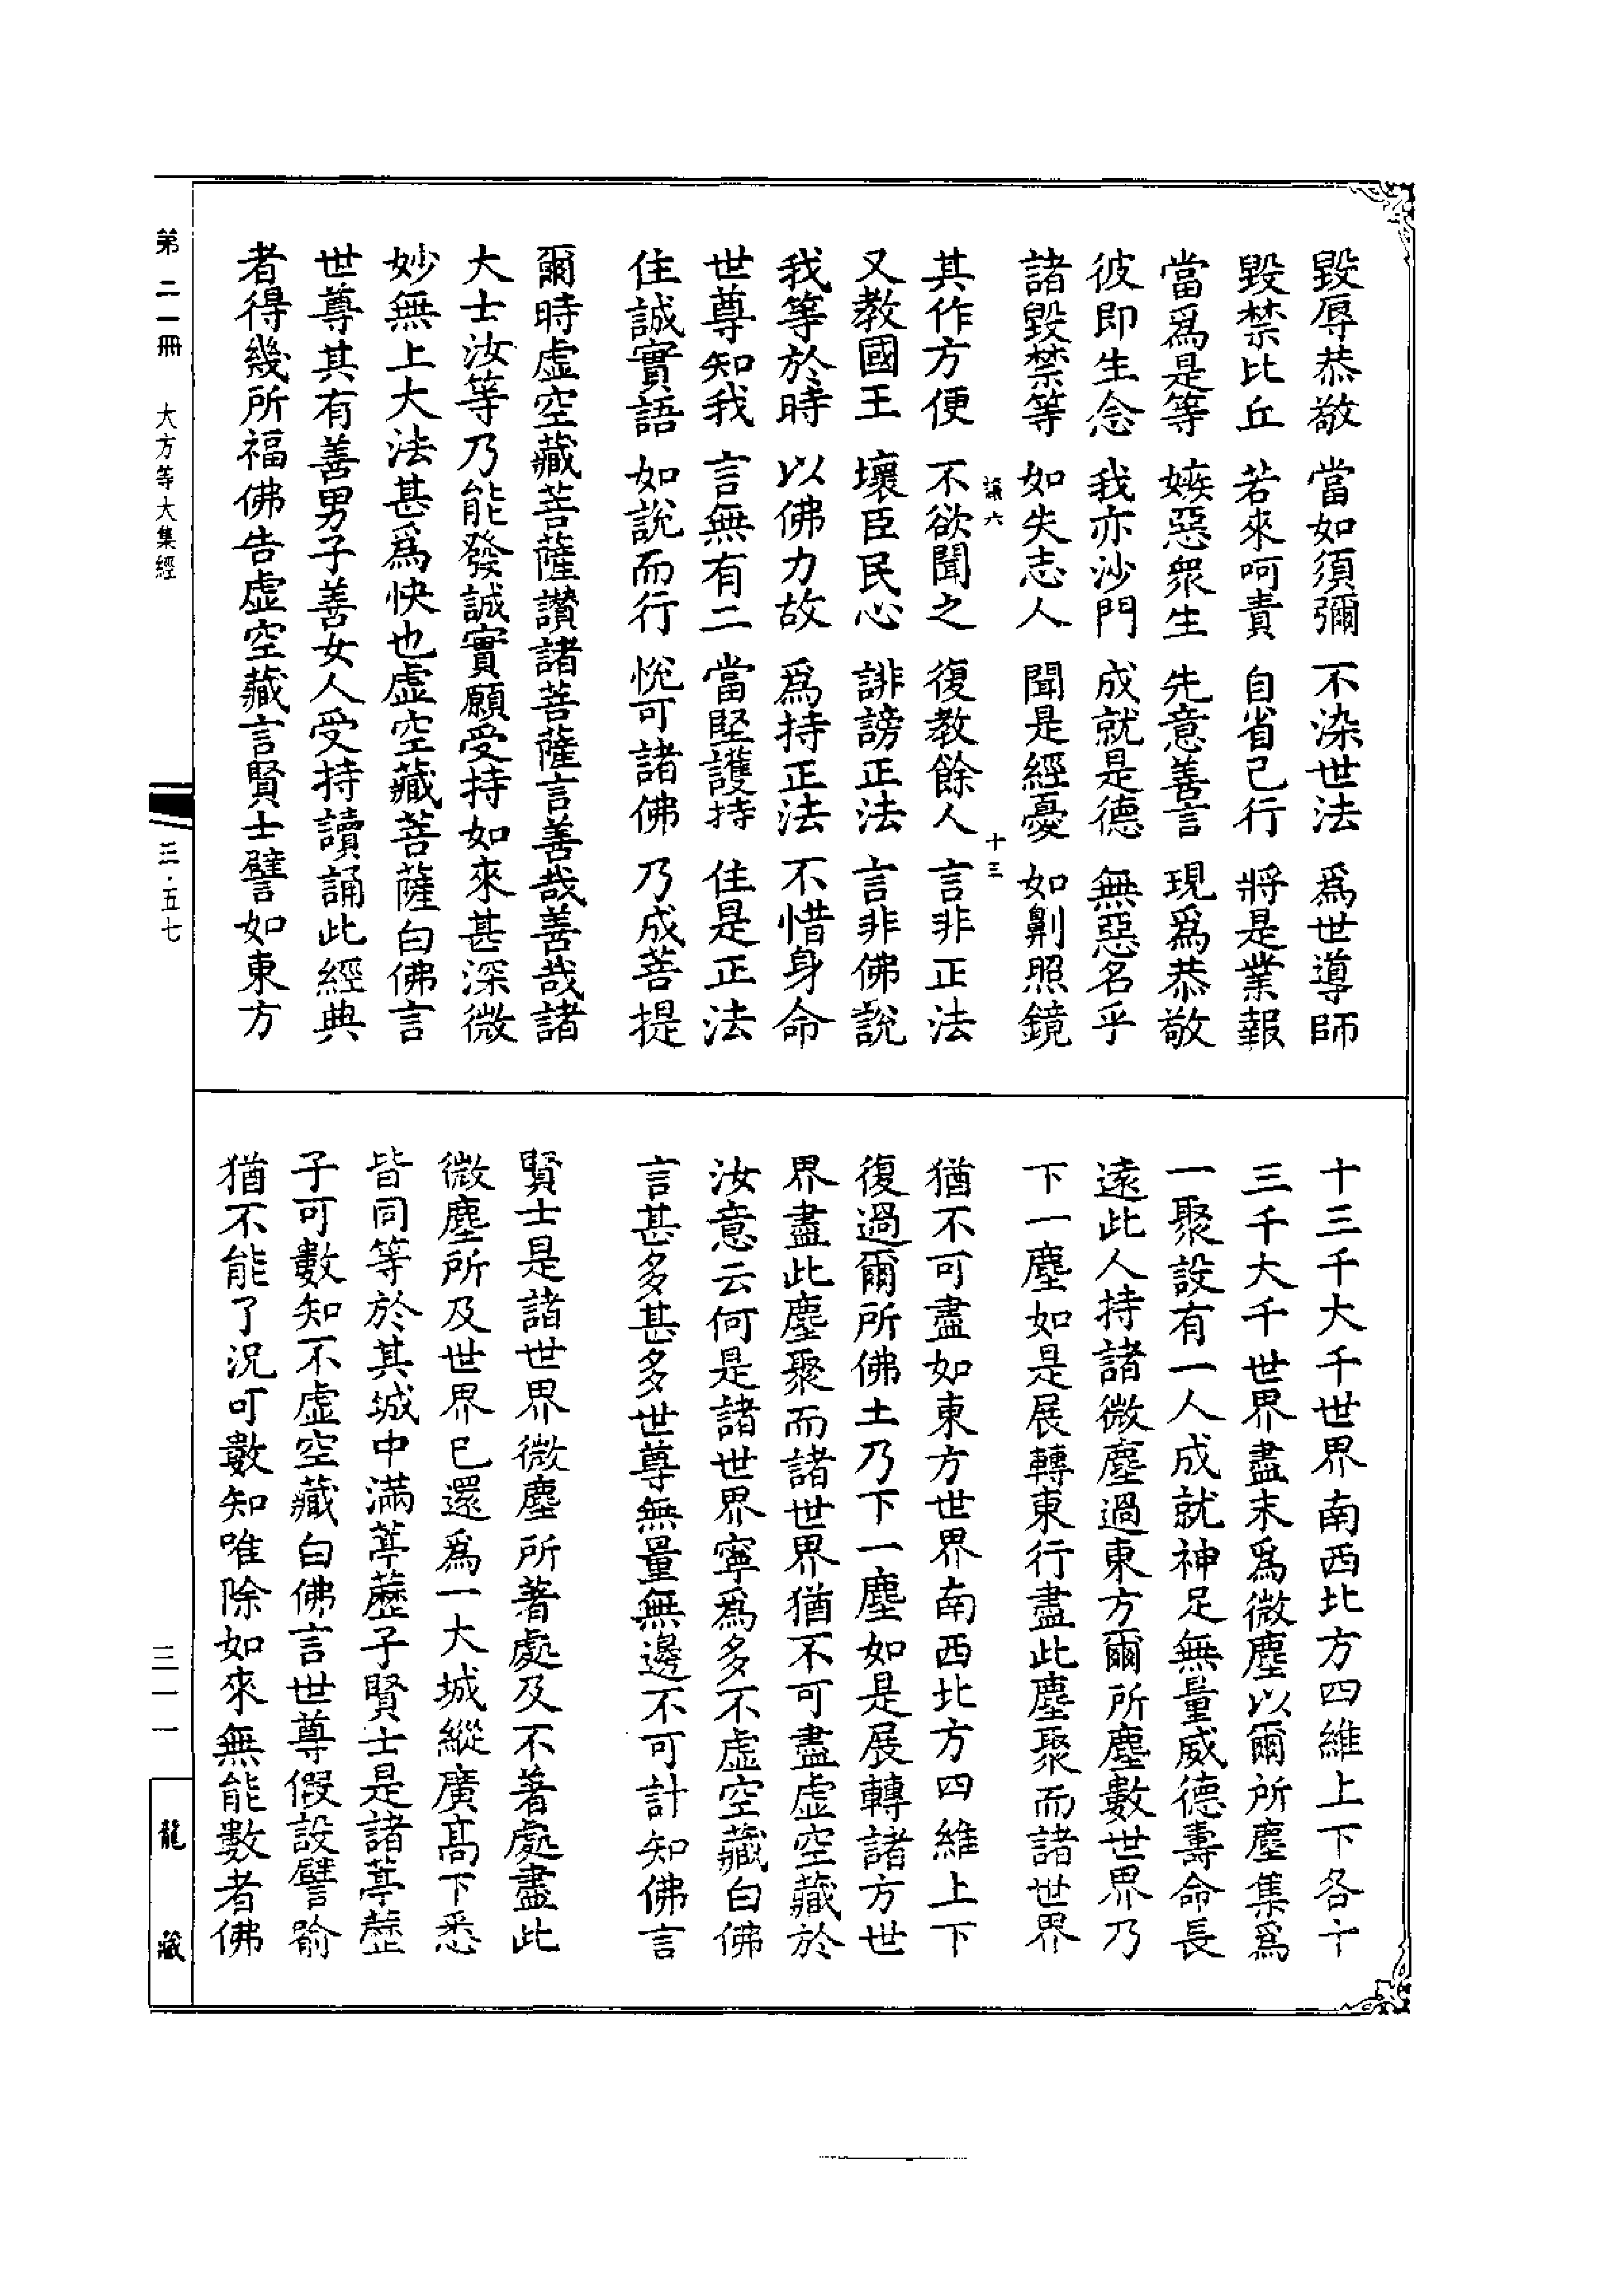 毀辱恭敬　當如須彌　不染世法　爲世導師
毀禁比丘　若來呵責　自省己行　將是業報
當爲是等　嫉惡衆生　先意善言　現爲恭敬
彼即生念　我亦沙門　成就是德　無惡名乎
諸毀禁等　如失志人　聞是經憂　如劓照鏡
讓六　十三
其作方便　不欲聞之　復教餘人　言非正法
又教國王　壞臣民心　誹謗正法　言非佛說
我等於時　以佛力故　爲持正法　不惜身命
世尊知我　言無有二　當堅護持　住是正法
住誠實語　如說而行　悅可諸佛　乃成菩提
爾時虛空藏菩薩讚諸菩薩言善哉善哉諸
大士汝等乃能發誠實願受持如來甚深微
妙無上大法甚爲快也虛空藏菩薩白佛言
世尊其有善男子善女人受持讀誦此經典
者得幾所福佛告虛空藏言賢士譬如東方
十三千大千世界南西北方四維上下各十
三千大千世界盡末爲微塵以爾所塵集爲
一聚設有一人成就神足無量威德壽命長
遠此人持諸微塵過東方爾所塵數世界乃
下一塵如是展轉東行盡此塵聚而諸世界
猶不可盡如東方世界南西北方四維上下
復過爾所佛土乃下一塵如是展轉諸方世
界盡此塵聚而諸世界猶不可盡虛空藏於
汝意云何是諸世界寧爲多不虛空藏白佛
言甚多甚多世尊無量無邊不可計知佛言
賢士是諸世界微塵所著處及不著處盡此
微塵所及世界已還爲一大城縱廣高下悉
皆同等於其城中滿葶藶子賢士是諸葶藶
子可數知不虛空藏白佛言世尊假設譬喻
猶不能了況可數知唯除如來無能數者佛
第二一冊　大方等大集經　三·五七　三一一　龍藏